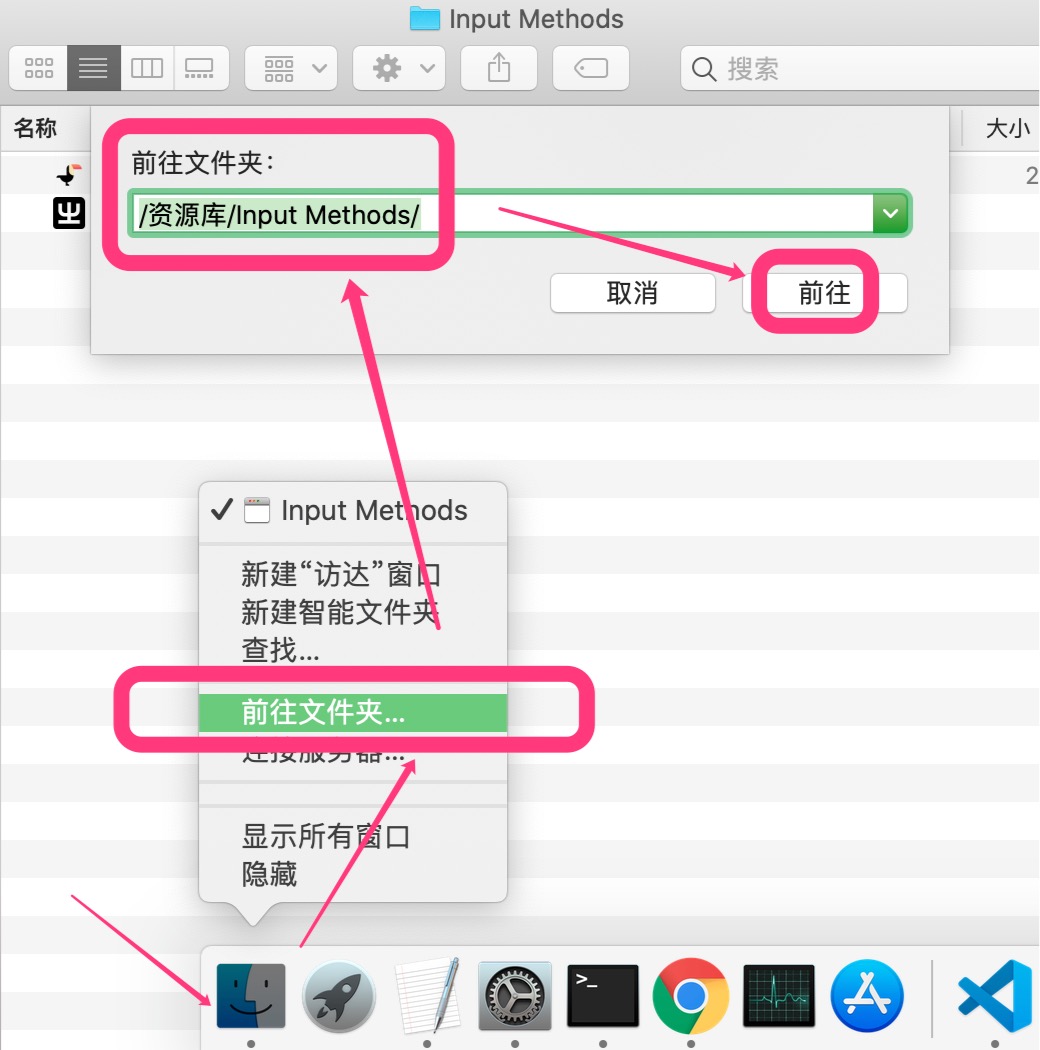 Input Methods
搜索
名称
大小
前往文件夹：
2
/资源库/Input Methods/
取消
前往
Input Methods
新建“访达”窗口
新建智能文件夹
查找...
前往文件夹...
连接服务器...
显示所有窗口
隐藏
>_